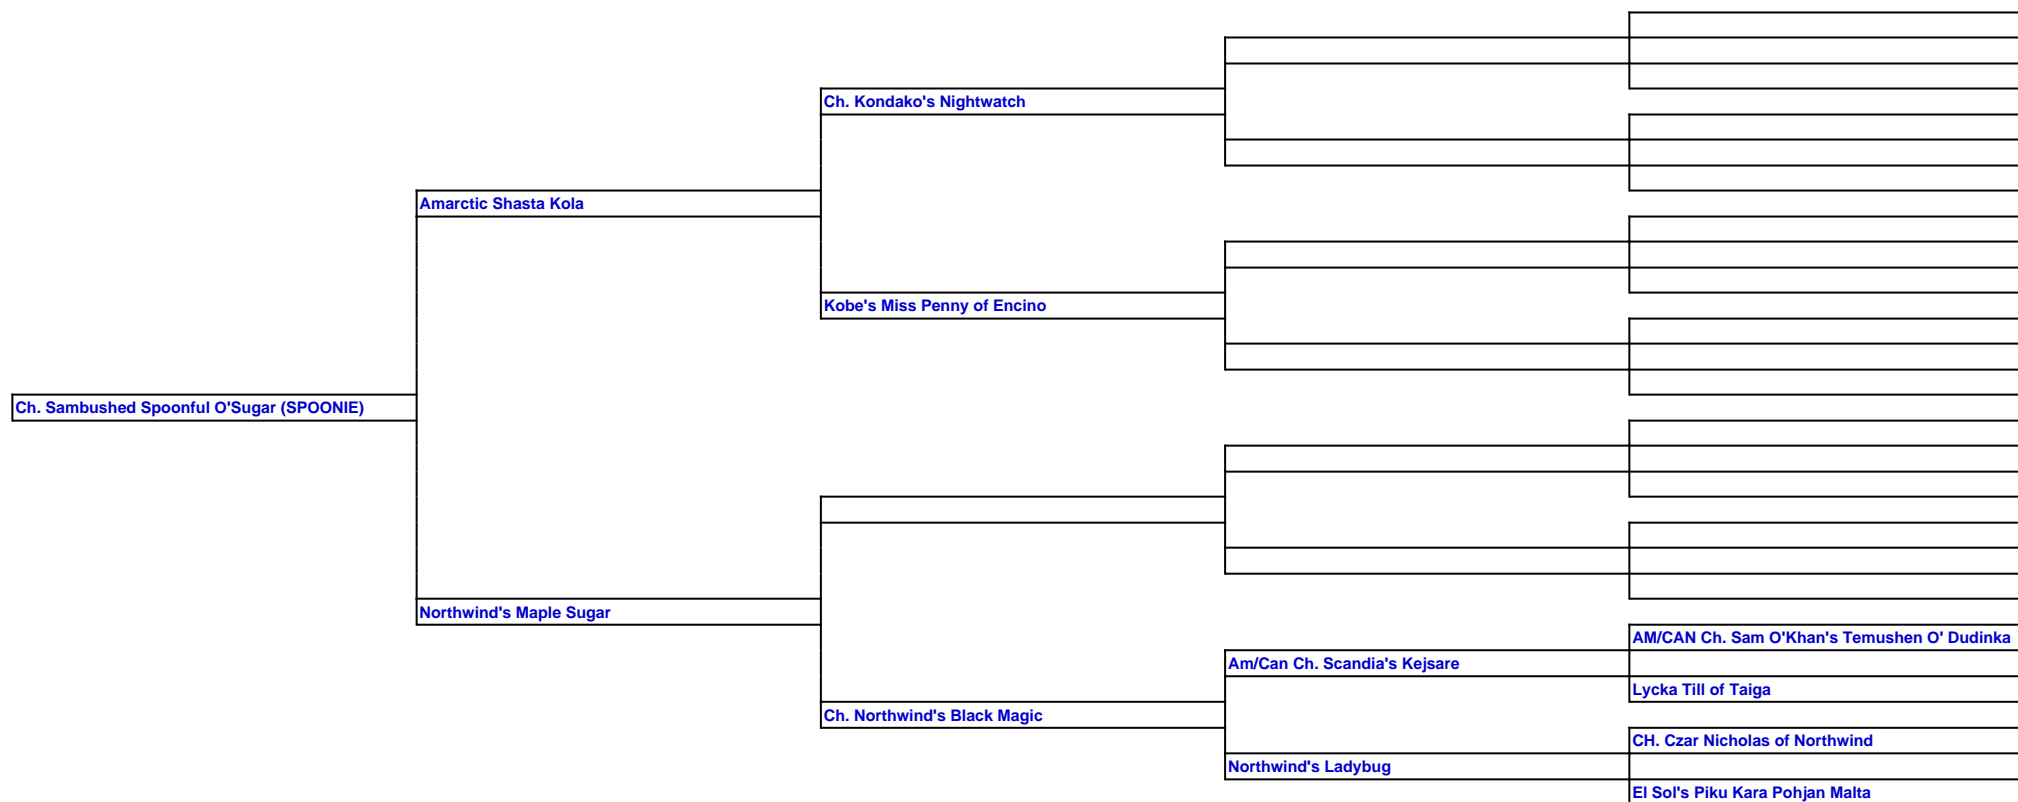 Ch. Kondako's Nightwatch
Amarctic Shasta Kola
Kobe's Miss Penny of Encino
Ch. Sambushed Spoonful O'Sugar (SPOONIE)
Northwind's Maple Sugar
AM/CAN Ch. Sam O'Khan's Temushen O' Dudinka
Am/Can Ch. Scandia's Kejsare
Lycka Till of Taiga
Ch. Northwind's Black Magic
CH. Czar Nicholas of Northwind
Northwind's Ladybug
El Sol's Piku Kara Pohjan Malta